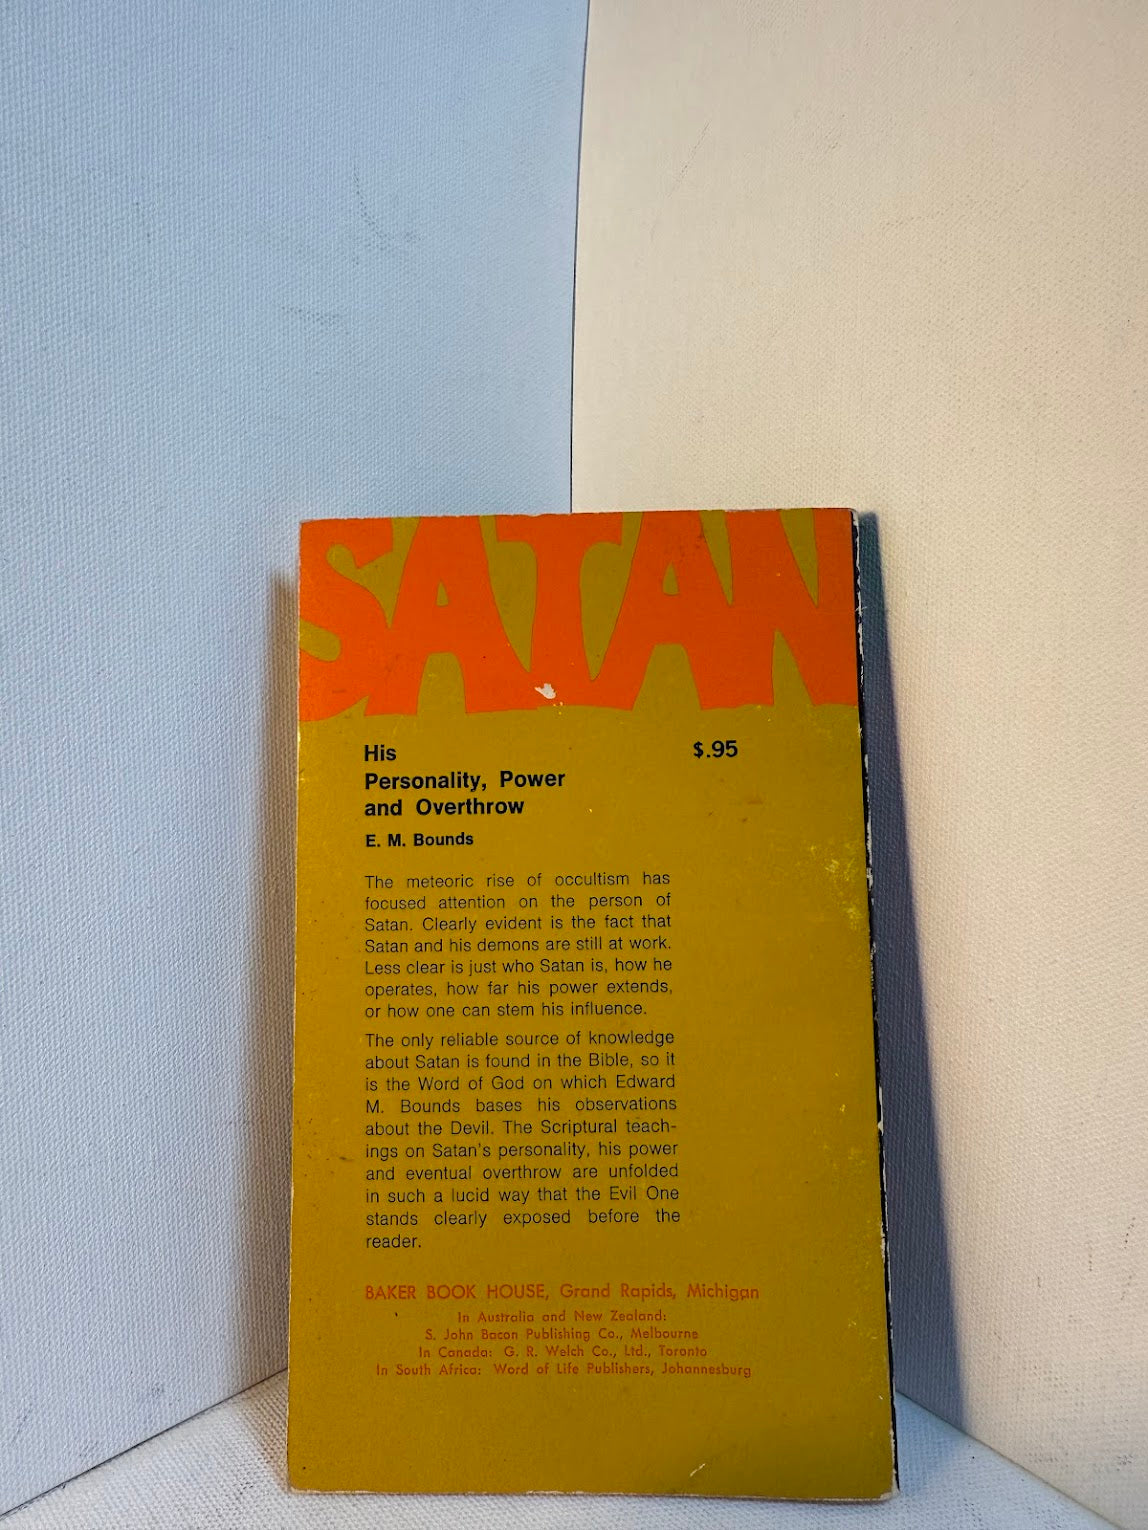 SATAN
His
$.95
Personality, Power
and Overthrow
E. M. Bounds
The meteoric rise of occultism has
focused attention on the person of
Satan. Clearly evident is the fact that
Satan and his demons are still at work.
Less clear is just who Satan is, how he
operates, how far his power extends,
or how one can stem his influence.
The only reliable source of knowledge
about Satan is found in the Bible, so it
is the Word of God on which Edward
M. Bounds bases his observations
about the Devil. The Scriptural teach-
ings on Satan's personality, his power
and eventual overthrow are unfolded
in such a lucid way that the Evil One
stands clearly exposed before the
reader.
BAKER BOOK HOUSE, Grand Rapids, Michigan
In Australia and New Zealand:
S. John Bacon Publishing Co., Melbourne
In Canada: G. R. Welch Co., Ltd., Toronto
In South Africa: Word of Life Publishers, Johannesburg